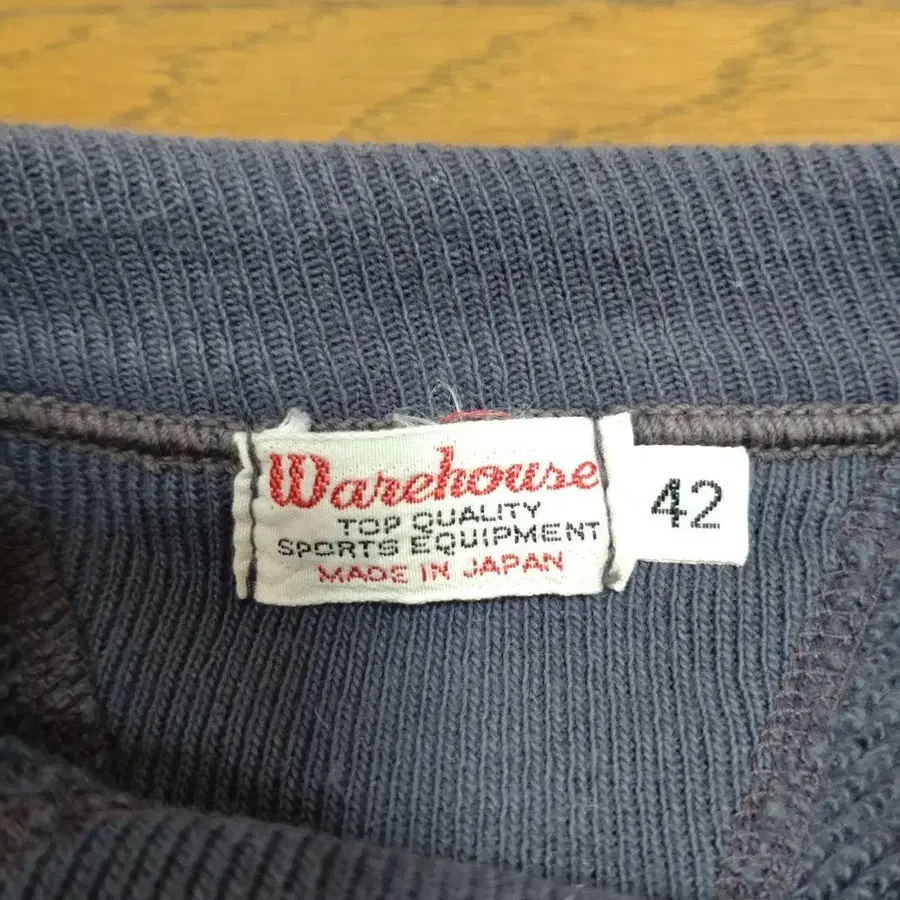 Warehouse
TOP QUALITY
SPORTS EQUIPMENT
MADE IN JAPAN
42